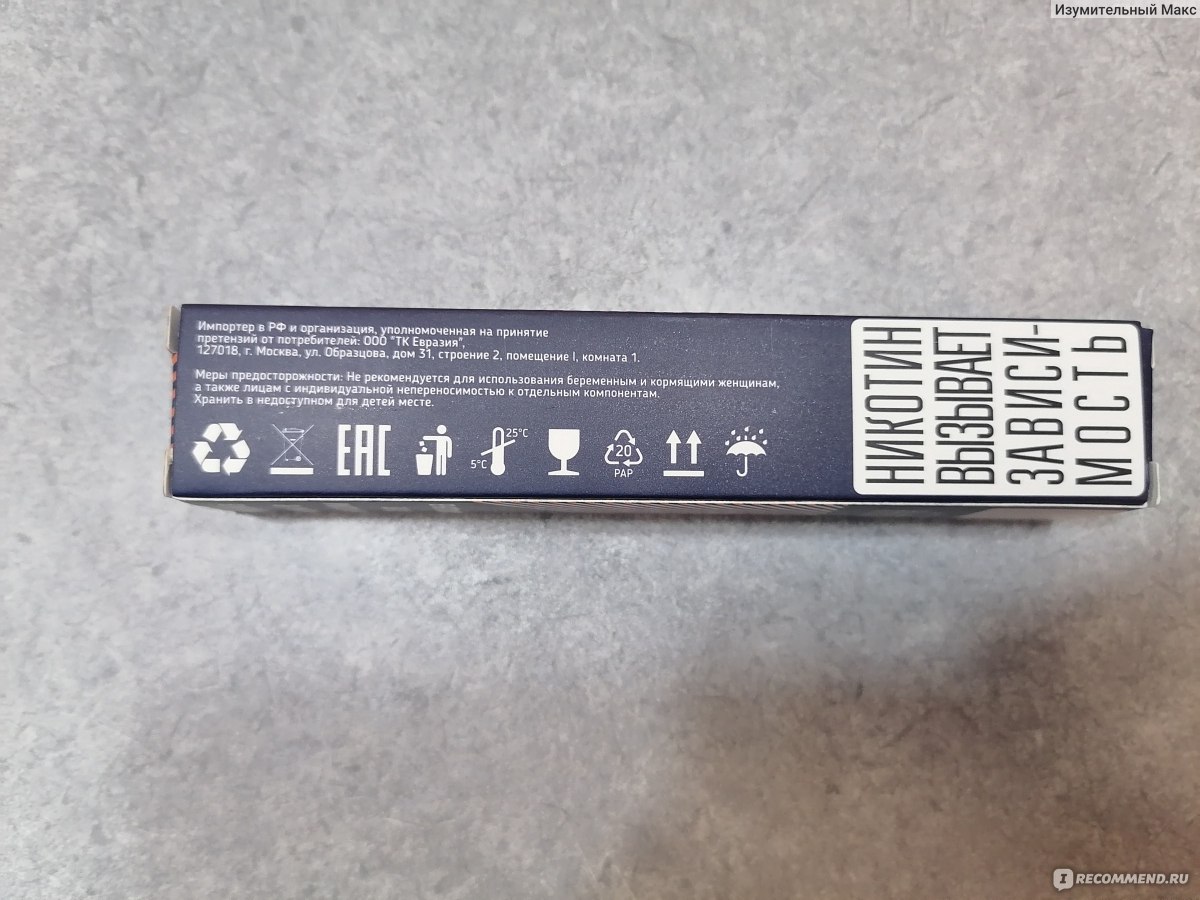 Изумительный Макс
Импортер в РФ и организация, уполномоченная на принятие
претензий от потребителей: ООО "ТК Евразия",
127018, г. Москва, ул. Образцова, дом 31, строение 2, помещение I, комната 1.
Меры предосторожности: Не рекомендуется для использования беременным и кормящими женщинам,
а также лицам с индивидуальной непереносимостью к отдельным компонентам.
Хранить в недоступном для детей месте.
EAC
5°C
25°C
20
PAP
НИКОТИН
ВЫЗЫВАЕТ
ЗАВИСИ-
МОСТЬ
I RECOMMEND.RU